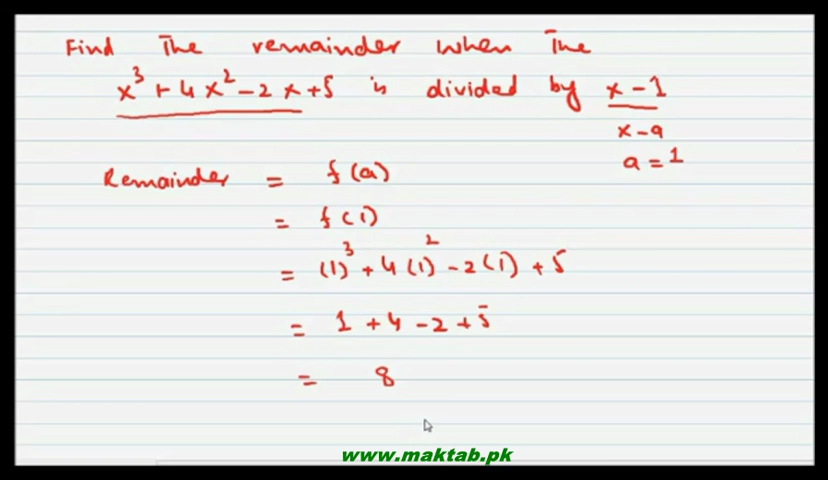 Find The remainder when The
x³ + 4x² - 2x + 5 is divided by x - 1
x - a
a = 1
Remainder = f(a)
= f(1)
= (1)³ + 4(1)² - 2(1) + 5
= 1 + 4 - 2 + 5
= 8
www.maktab.pk